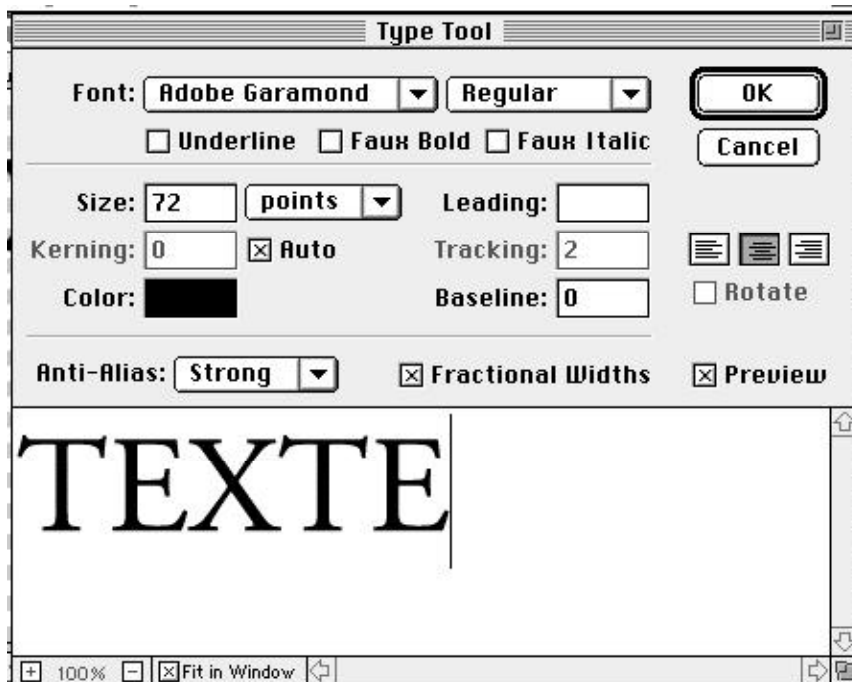 Type Tool
Font: Adobe Garamond Regular OK
Underline Faux Bold Faux Italic Cancel
Size: 72 points Leading:
Kerning: 0 Auto Tracking: 2
Color: Baseline: 0 Rotate
Anti-Alias: Strong Fractional Widths Preview
TEXTE
100% Fit in Window